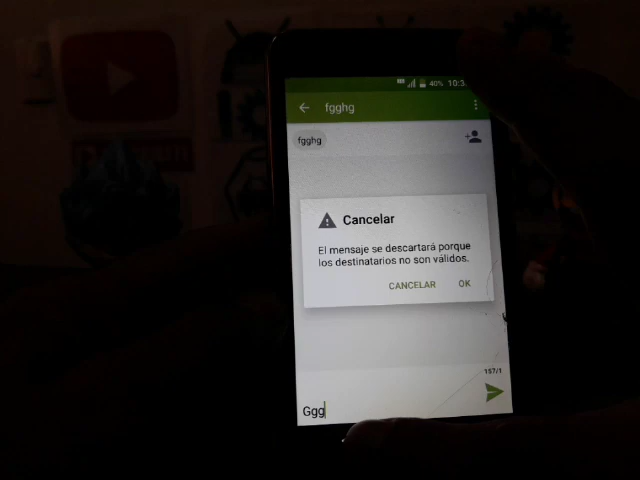 40% 10:3
fgghg
fgghg
Cancelar
El mensaje se descartará porque
los destinatarios no son válidos.
CANCELAR OK
157/1
Ggg